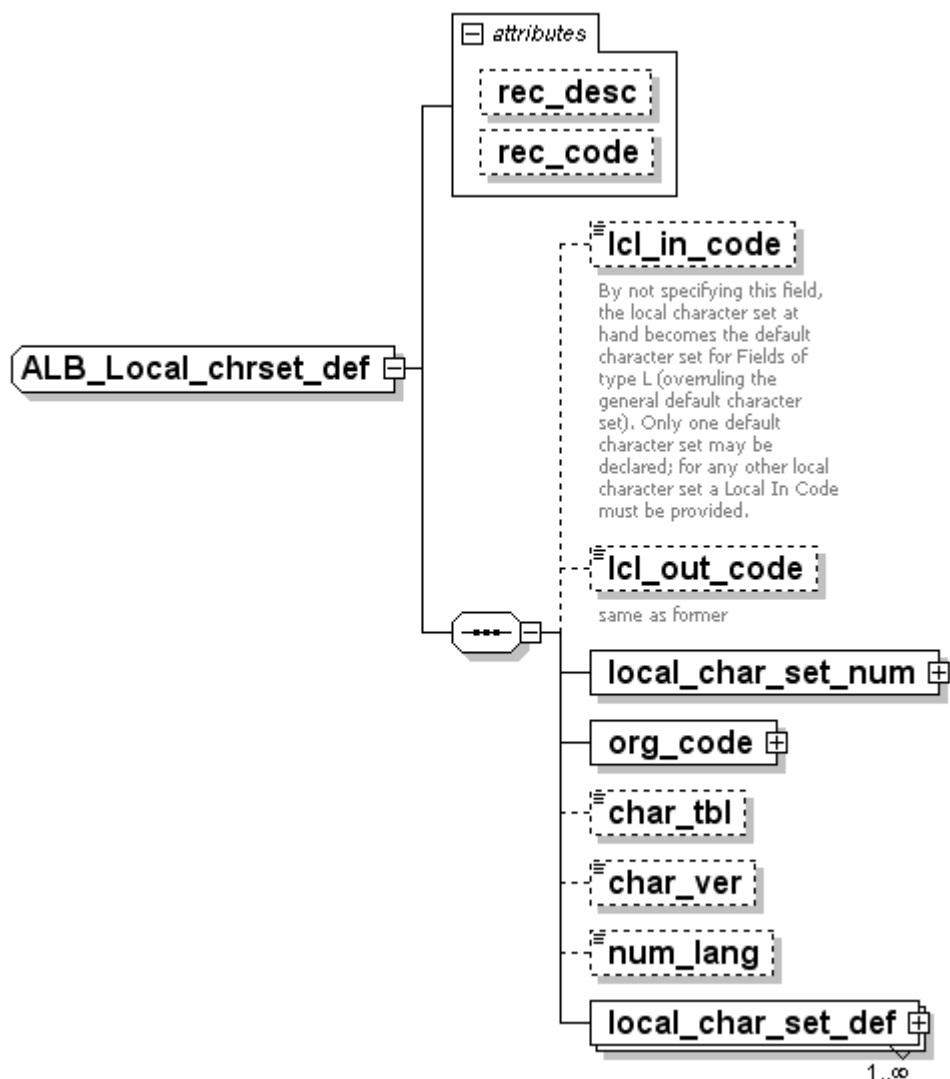 attributes
rec_desc
rec_code
lcl_in_code
By not specifying this field,
the local character set at
hand becomes the default
character set for Fields of
type L (overruling the
general default character
set). Only one default
character set may be
declared; for any other local
character set a Local In Code
must be provided.
ALB_Local_chrset_def
lcl_out_code
same as former
local_char_set_num
org_code
char_tbl
char_ver
num_lang
local_char_set_def
1..∞